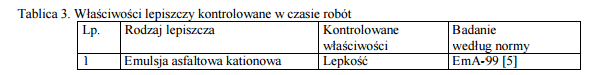 Tablica 3. Właściwości lepiszczy kontrolowane w czasie robót
Lp. Rodzaj lepiszcza Kontrolowane Badanie
właściwości według normy
1 Emulsja asfaltowa kationowa Lepkość EmA-99 [5]